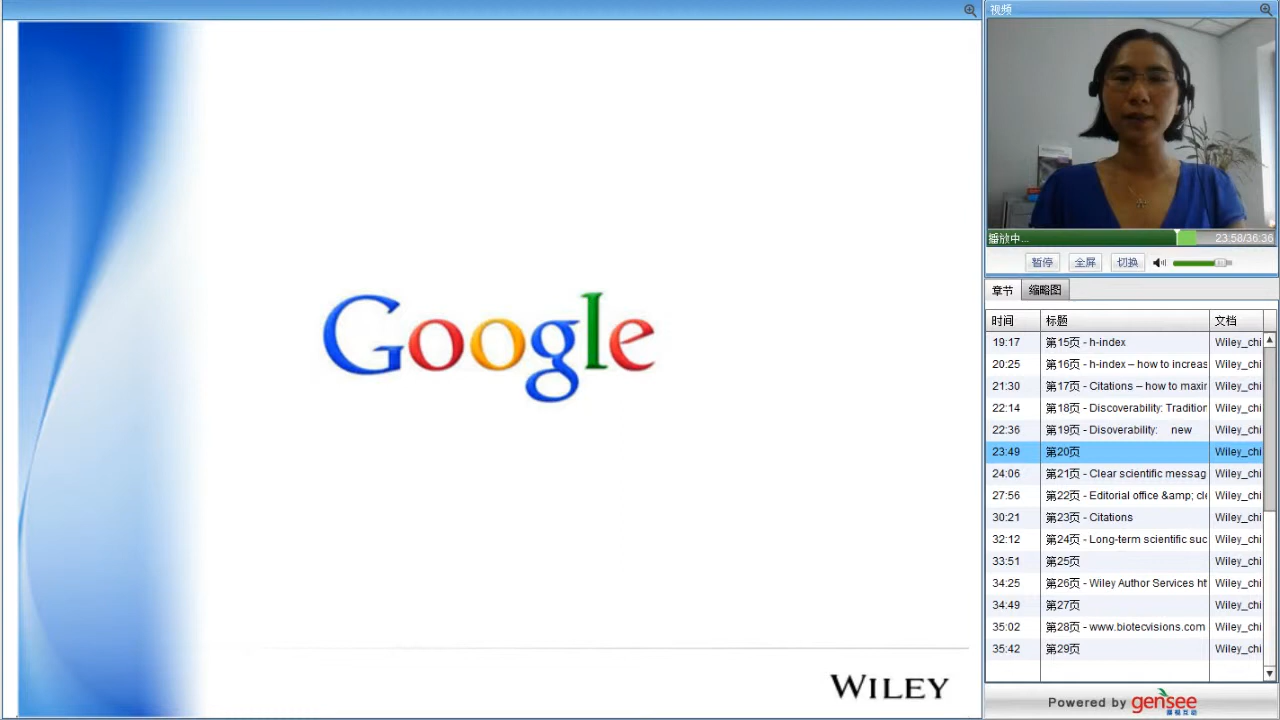 Google
WILEY
视频
播放中...
23:58/36:36
暂停
全屏
切换
章节
缩略图
时间 标题 文档
19:17 第15页 - h-index Wiley_chi
20:25 第16页 - h-index – how to increas Wiley_chi
21:30 第17页 - Citations – how to maxir Wiley_chi
22:14 第18页 - Discoverability: Tradition Wiley_chi
22:36 第19页 - Disoverability: new Wiley_chi
23:49 第20页 Wiley_chi
24:06 第21页 - Clear scientific messag Wiley_chi
27:56 第22页 - Editorial office &amp; cle Wiley_chi
30:21 第23页 - Citations Wiley_chi
32:12 第24页 - Long-term scientific suc Wiley_chi
33:51 第25页 Wiley_chi
34:25 第26页 - Wiley Author Services ht Wiley_chi
34:49 第27页 Wiley_chi
35:02 第28页 - www.biotecvisions.com Wiley_chi
35:42 第29页 Wiley_chi
Powered by gensee